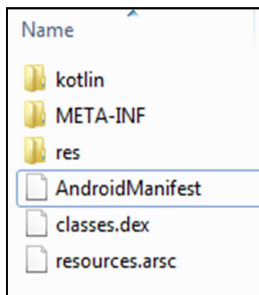 Name
kotlin
META-INF
res
AndroidManifest
classes.dex
resources.arsc